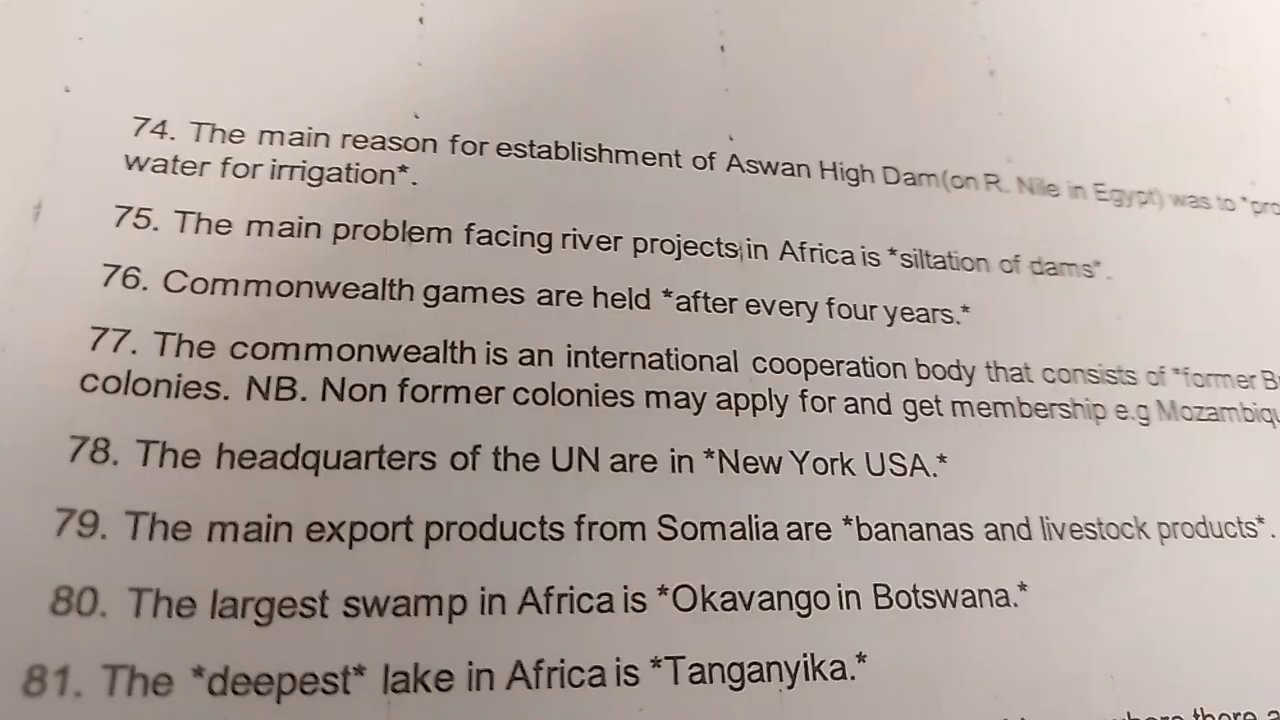 74. The main reason for establishment of Aswan High Dam(on R. Nile in Egypt) was to *pro
water for irrigation*.
75. The main problem facing river projects in Africa is *siltation of dams*.
76. Commonwealth games are held *after every four years.*
77. The commonwealth is an international cooperation body that consists of *former B
colonies. NB. Non former colonies may apply for and get membership e.g Mozambiqu
78. The headquarters of the UN are in *New York USA.*
79. The main export products from Somalia are *bananas and livestock products*.
80. The largest swamp in Africa is *Okavango in Botswana.*
81. The *deepest* lake in Africa is *Tanganyika.*
where there a